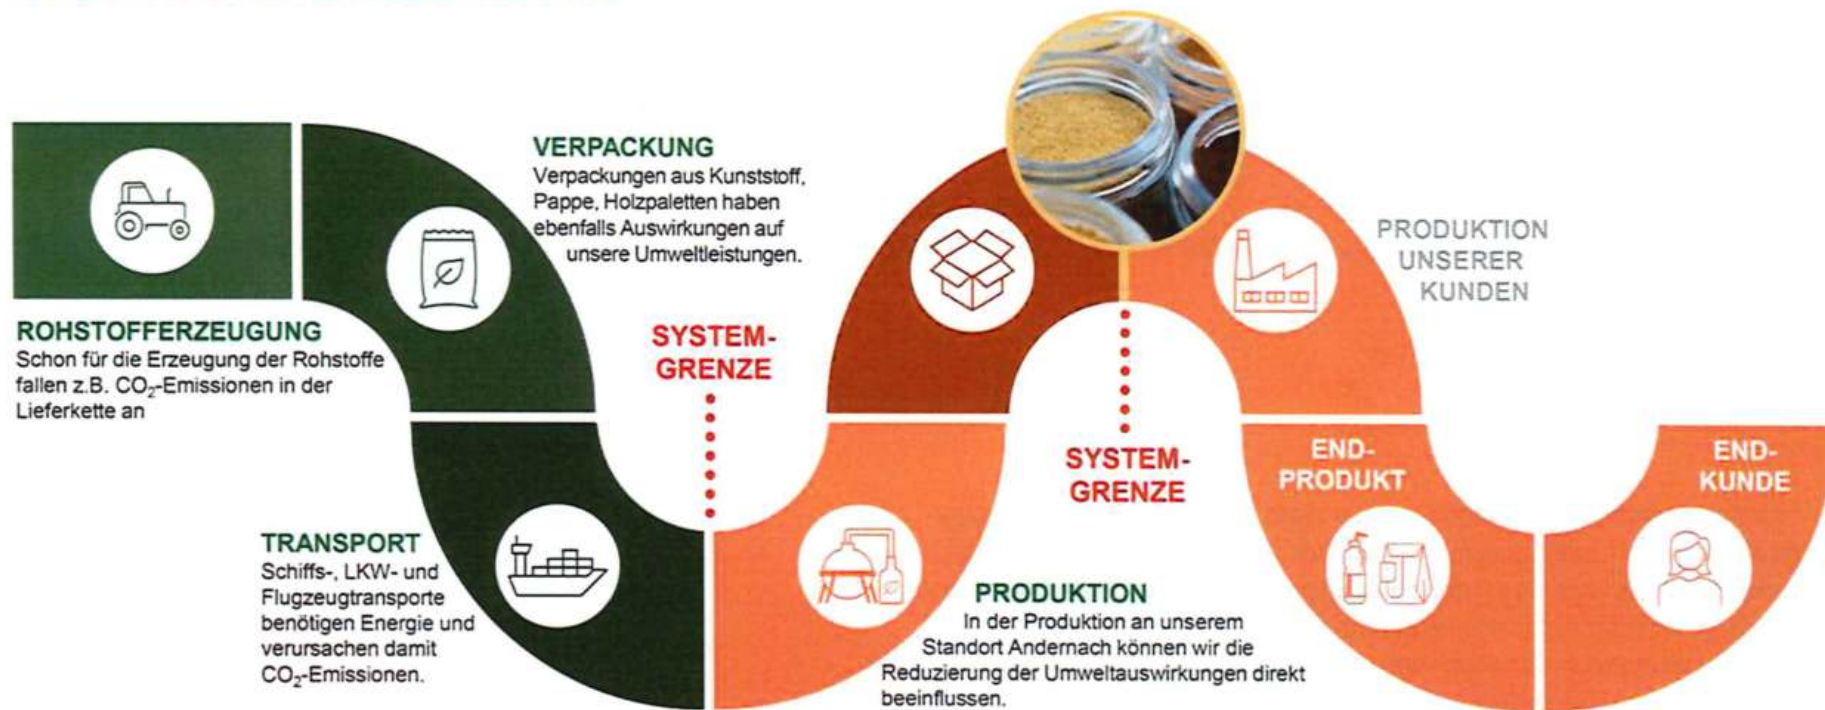 ROHSTOFFERZEUGUNG
Schon für die Erzeugung der Rohstoffe
fallen z.B. CO₂-Emissionen in der
Lieferkette an
VERPACKUNG
Verpackungen aus Kunststoff,
Pappe, Holzpaletten haben
ebenfalls Auswirkungen auf
unsere Umweltleistungen.
TRANSPORT
Schiffs-, LKW- und
Flugzeugtransporte
benötigen Energie und
verursachen damit
CO₂-Emissionen.
SYSTEM-
GRENZE
PRODUKTION
In der Produktion an unserem
Standort Andernach können wir die
Reduzierung der Umweltauswirkungen direkt
beeinflussen.
SYSTEM-
GRENZE
PRODUKTION
UNSERER
KUNDEN
END-
PRODUKT
END-
KUNDE